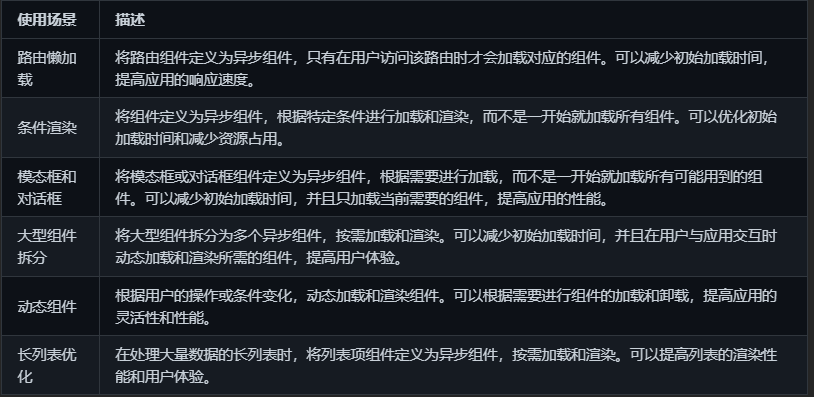 使用场景 描述
路由懒加
载
将路由组件定义为异步组件，只有在用户访问该路由时才会加载对应的组件。可以减少初始加载时间，
提高应用的响应速度。
条件渲染
将组件定义为异步组件，根据特定条件进行加载和渲染，而不是一开始就加载所有组件。可以优化初始
加载时间和减少资源占用。
模态框和
对话框
将模态框或对话框组件定义为异步组件，根据需要进行加载，而不是一开始就加载所有可能用到的组
件。可以减少初始加载时间，并且只加载当前需要的组件，提高应用的性能。
大型组件
拆分
将大型组件拆分为多个异步组件，按需加载和渲染。可以减少初始加载时间，并且在用户与应用交互时
动态加载和渲染所需的组件，提高用户体验。
动态组件
根据用户的操作或条件变化，动态加载和渲染组件。可以根据需要进行组件的加载和卸载，提高应用的
灵活性和性能。
长列表优
化
在处理大量数据的长列表时，将列表项组件定义为异步组件，按需加载和渲染。可以提高列表的渲染性
能和用户体验。